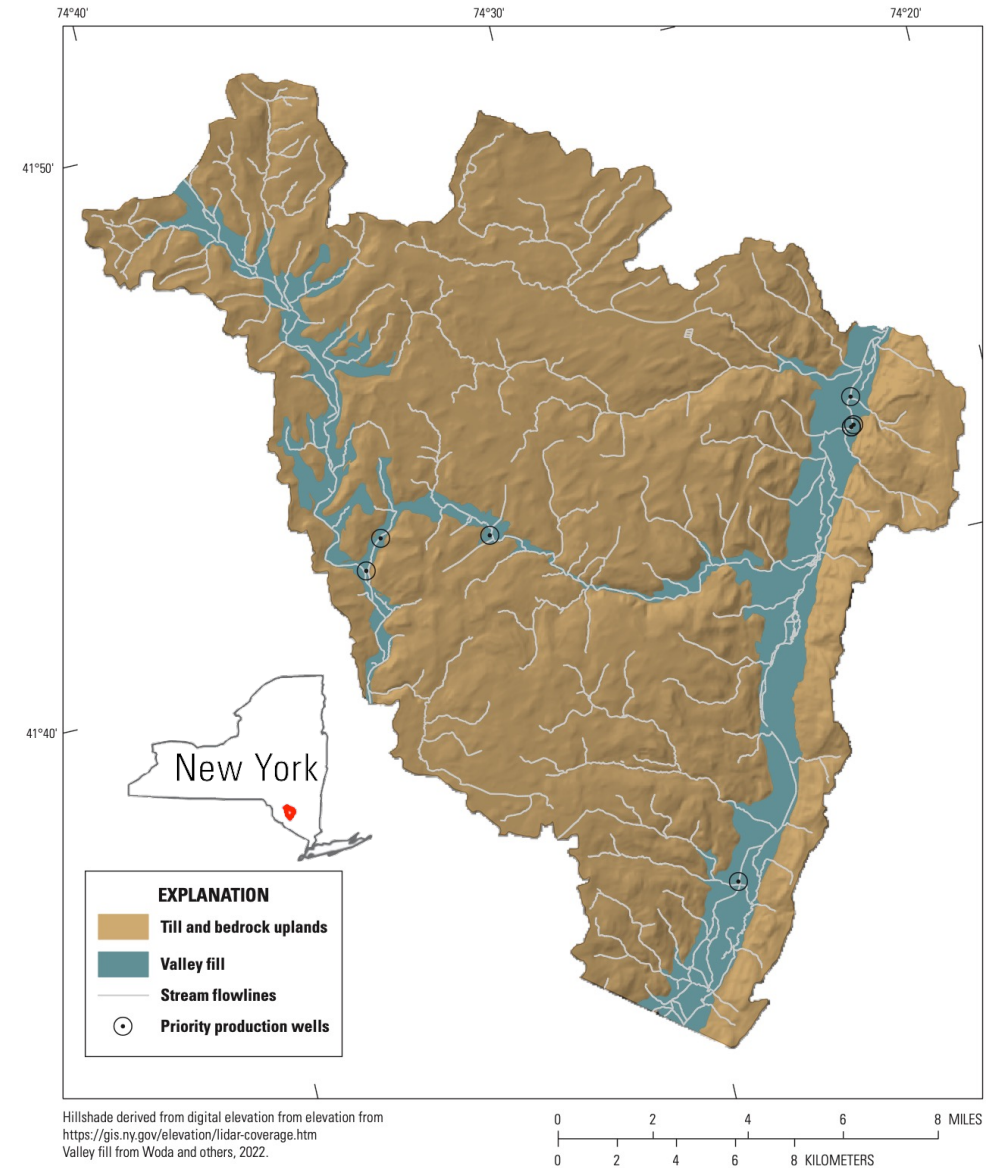 74°40'
74°30'
74°20'
41°50'
41°40'
New York
EXPLANATION
Till and bedrock uplands
Valley fill
Stream flowlines
Priority production wells
Hillshade derived from digital elevation from elevation from
https://gis.ny.gov/elevation/lidar-coverage.htm
Valley fill from Woda and others, 2022.
0 2 4 6 8 MILES
0 2 4 6 8 KILOMETERS